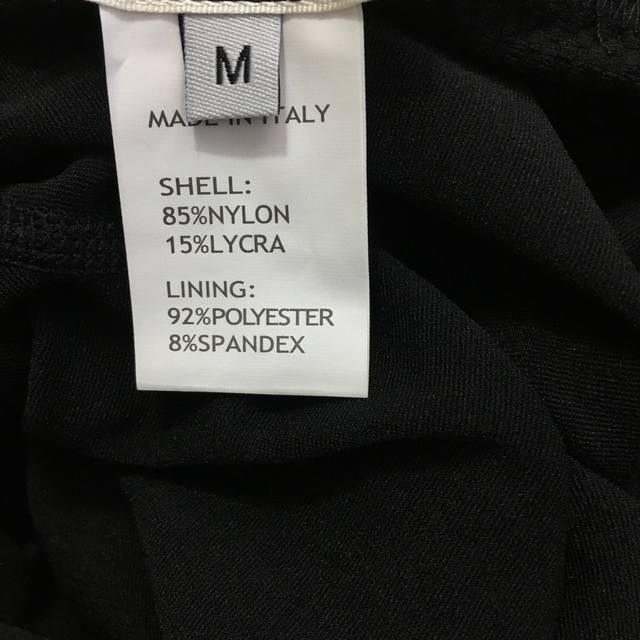 M
MADE IN ITALY
SHELL:
85%NYLON
15%LYCRA
LINING:
92%POLYESTER
8%SPANDEX